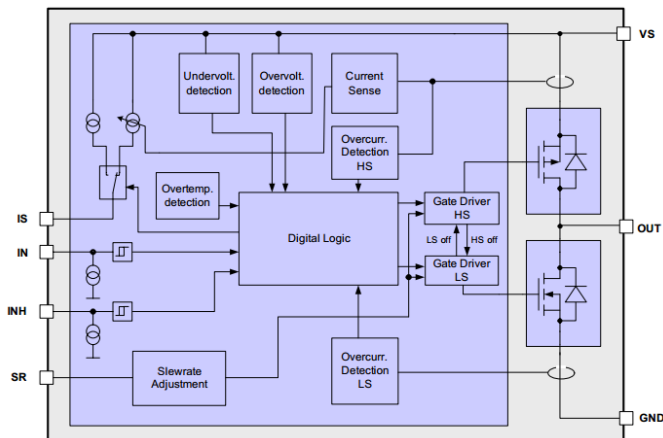 VS
Undervolt.
detection
Overvolt.
detection
Current
Sense
Overcurr.
Detection
HS
Overtemp.
detection
IS
Digital Logic
Gate Driver
HS
LS off
HS off
OUT
IN
Gate Driver
LS
INH
Overcurr.
Detection
LS
SR
Slewrate
Adjustment
GND